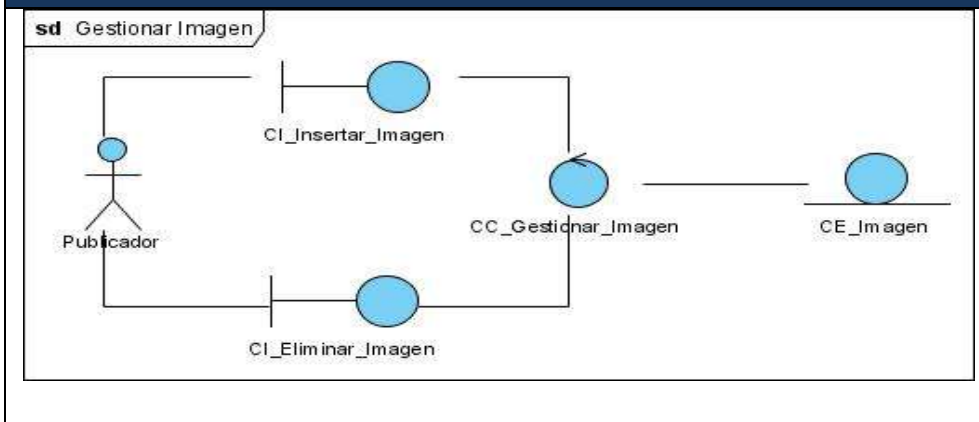 sd Gestionar Imagen
CI_Insertar_Imagen
Publicador
CC_Gestionar_Imagen
CE_Imagen
CI_Eliminar_Imagen